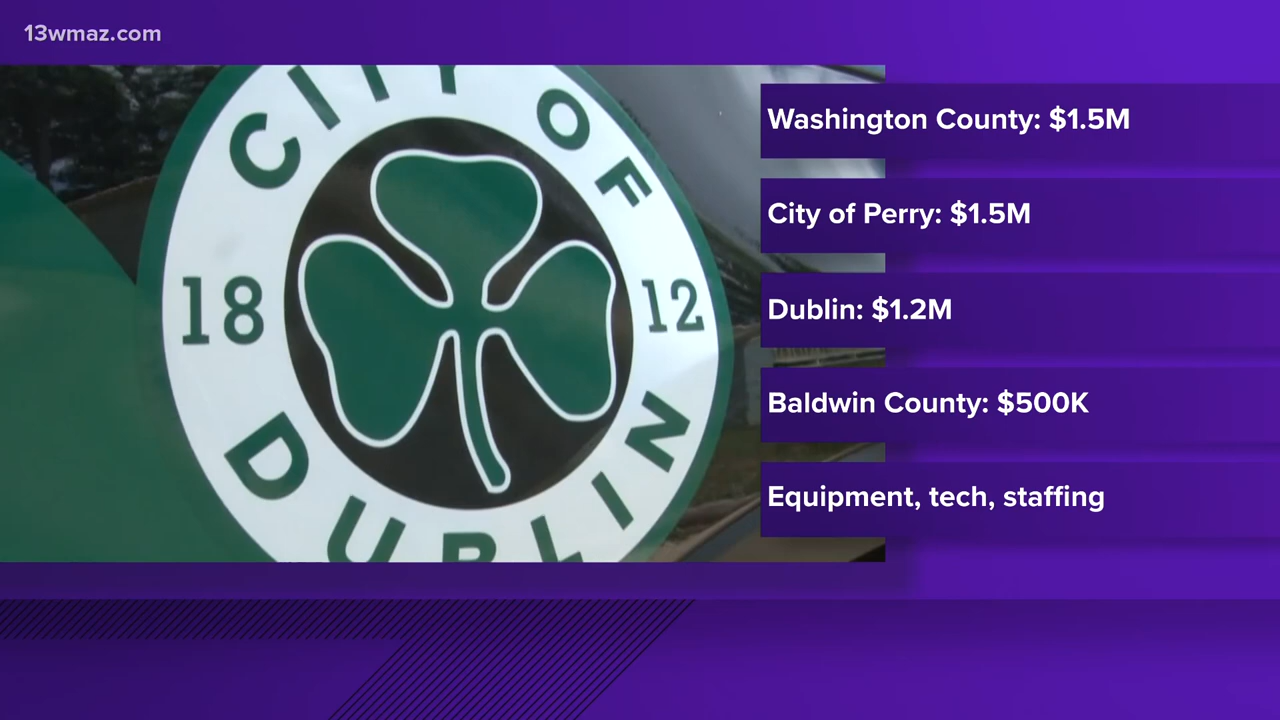 13wmaz.com
CITY OF
18 12
DUBLIN
Washington County: $1.5M
City of Perry: $1.5M
Dublin: $1.2M
Baldwin County: $500K
Equipment, tech, staffing